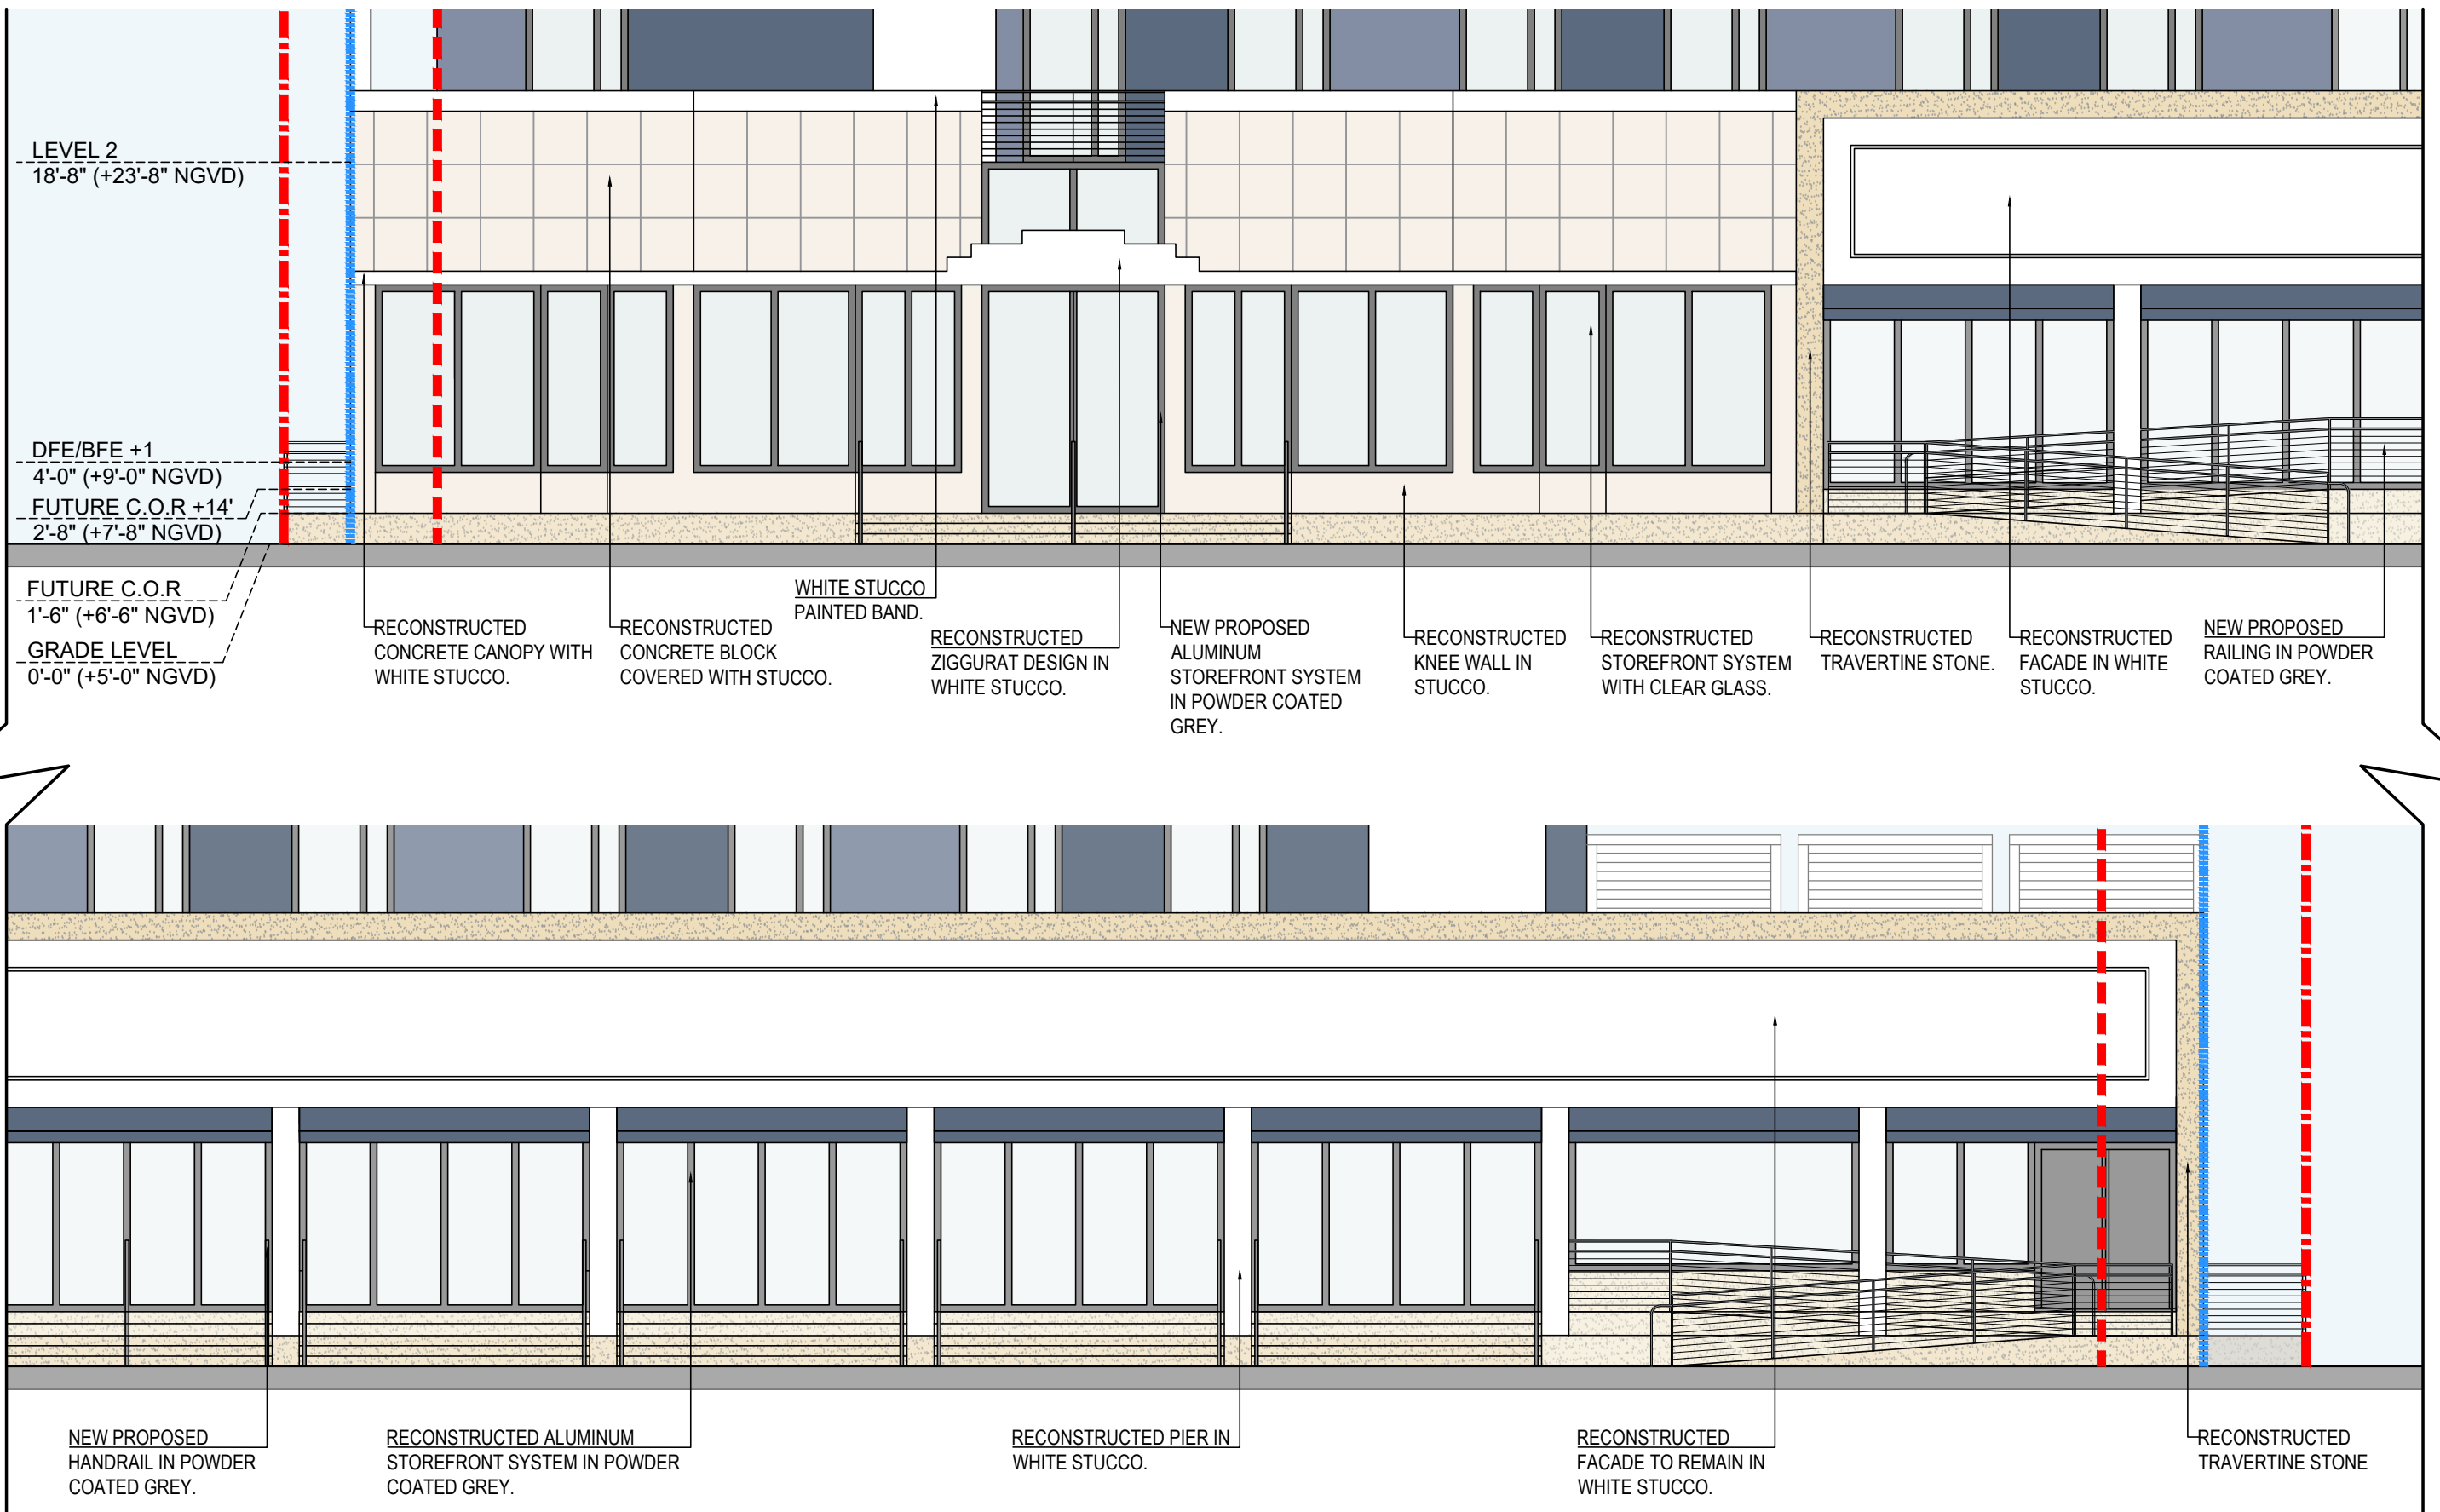 LEVEL 2
18'-8" (+23'-8" NGVD)
DFE/BFE +1
4'-0" (+9'-0" NGVD)
FUTURE C.O.R +14'
2'-8" (+7'-8" NGVD)
FUTURE C.O.R
1'-6" (+6'-6" NGVD)
GRADE LEVEL
0'-0" (+5'-0" NGVD)
RECONSTRUCTED
CONCRETE CANOPY WITH
WHITE STUCCO.
RECONSTRUCTED
CONCRETE BLOCK
COVERED WITH STUCCO.
WHITE STUCCO
PAINTED BAND.
RECONSTRUCTED
ZIGGURAT DESIGN IN
WHITE STUCCO.
NEW PROPOSED
ALUMINUM
STOREFRONT SYSTEM
IN POWDER COATED
GREY.
RECONSTRUCTED
KNEE WALL IN
STUCCO.
RECONSTRUCTED
STOREFRONT SYSTEM
WITH CLEAR GLASS.
RECONSTRUCTED
TRAVERTINE STONE.
RECONSTRUCTED
FACADE IN WHITE
STUCCO.
NEW PROPOSED
RAILING IN POWDER
COATED GREY.
NEW PROPOSED
HANDRAIL IN POWDER
COATED GREY.
RECONSTRUCTED ALUMINUM
STOREFRONT SYSTEM IN POWDER
COATED GREY.
RECONSTRUCTED PIER IN
WHITE STUCCO.
RECONSTRUCTED
FACADE TO REMAIN IN
WHITE STUCCO.
RECONSTRUCTED
TRAVERTINE STONE